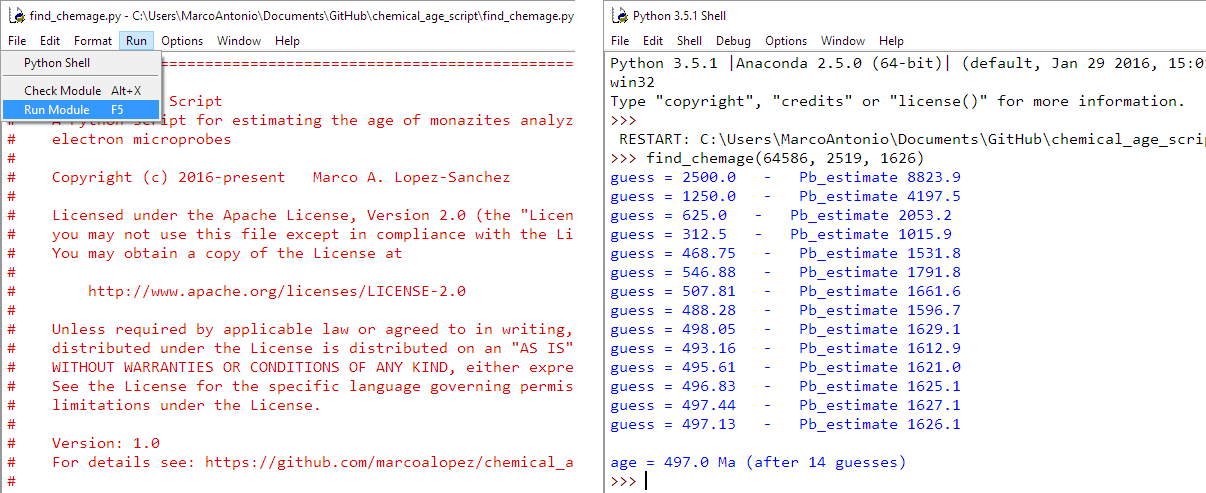 find_chemage.py - C:\Users\MarcoAntonio\Documents\GitHub\chemical_age_script\find_chemage.py
File Edit Format Run Options Window Help
Python Shell
Check Module Alt+X
Run Module F5
Script
# A Python script for estimating the age of monazites analyz
# electron microprobes
#
# Copyright (c) 2016-present Marco A. Lopez-Sanchez
#
# Licensed under the Apache License, Version 2.0 (the "Licen
# you may not use this file except in compliance with the Li
# You may obtain a copy of the License at
#
# http://www.apache.org/licenses/LICENSE-2.0
#
# Unless required by applicable law or agreed to in writing,
# distributed under the License is distributed on an "AS IS"
# WITHOUT WARRANTIES OR CONDITIONS OF ANY KIND, either expre
# See the License for the specific language governing permis
# limitations under the License.
#
# Version: 1.0
# For details see: https://github.com/marcoalopez/chemical_a
#
Python 3.5.1 Shell
File Edit Shell Debug Options Window Help
Python 3.5.1 |Anaconda 2.5.0 (64-bit)| (default, Jan 29 2016, 15:0
win32
Type "copyright", "credits" or "license()" for more information.
>>>
RESTART: C:\Users\MarcoAntonio\Documents\GitHub\chemical_age_scri
>>> find_chemage(64586, 2519, 1626)
guess = 2500.0 - Pb_estimate 8823.9
guess = 1250.0 - Pb_estimate 4197.5
guess = 625.0 - Pb_estimate 2053.2
guess = 312.5 - Pb_estimate 1015.9
guess = 468.75 - Pb_estimate 1531.8
guess = 546.88 - Pb_estimate 1791.8
guess = 507.81 - Pb_estimate 1661.6
guess = 488.28 - Pb_estimate 1596.7
guess = 498.05 - Pb_estimate 1629.1
guess = 493.16 - Pb_estimate 1612.9
guess = 495.61 - Pb_estimate 1621.0
guess = 496.83 - Pb_estimate 1625.1
guess = 497.44 - Pb_estimate 1627.1
guess = 497.13 - Pb_estimate 1626.1
age = 497.0 Ma (after 14 guesses)
>>>